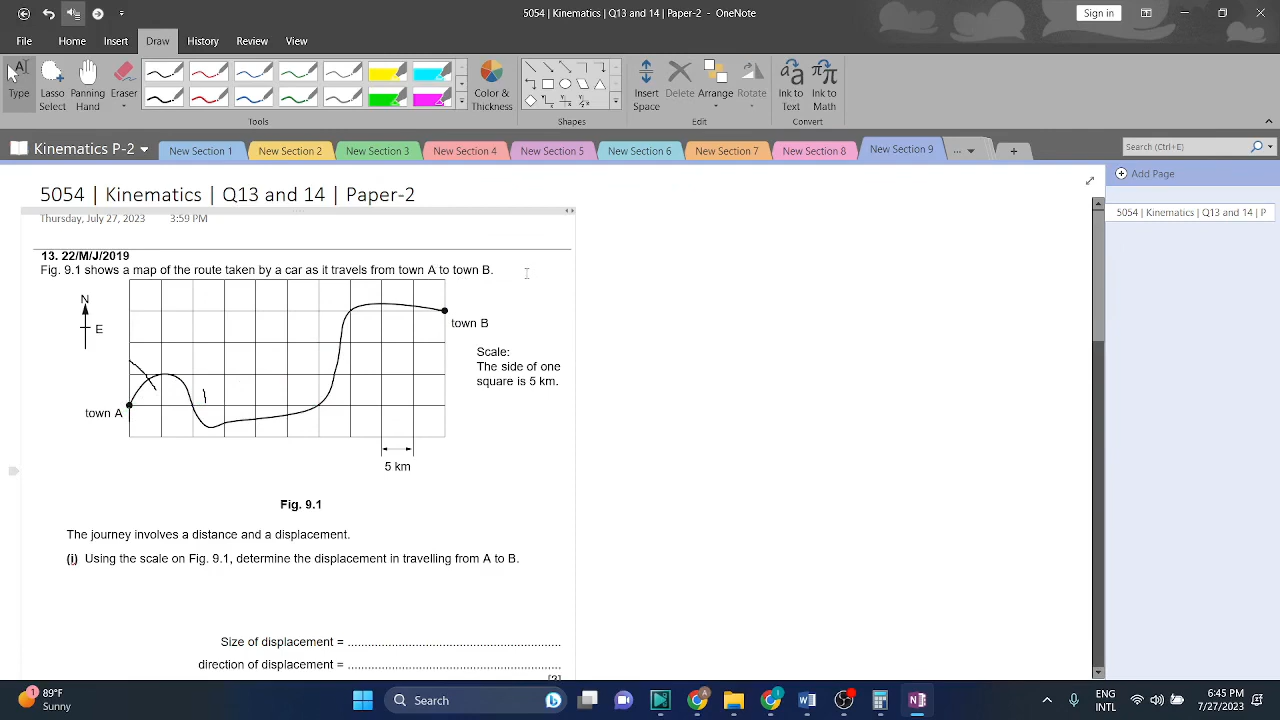 5054 | Kinematics | Q13 and 14 | Paper-2 - OneNote
Sign in
File Home Insert Draw History Review View
Type
Lasso Select
Panning Hand
Eraser
Color & Thickness
Insert Space
Delete
Arrange
Rotate
Ink to Text
Ink to Math
Tools
Shapes
Edit
Convert
Kinematics P-2
New Section 1
New Section 2
New Section 3
New Section 4
New Section 5
New Section 6
New Section 7
New Section 8
New Section 9
...
Search (Ctrl+E)
Add Page
5054 | Kinematics | Q13 and 14 | P
5054 | Kinematics | Q13 and 14 | Paper-2
Thursday, July 27, 2023 3:59 PM
13. 22/M/J/2019
Fig. 9.1 shows a map of the route taken by a car as it travels from town A to town B.
N
E
town B
Scale:
The side of one
square is 5 km.
town A
5 km
Fig. 9.1
The journey involves a distance and a displacement.
(i) Using the scale on Fig. 9.1, determine the displacement in travelling from A to B.
Size of displacement = ............................................................
direction of displacement = ............................................................
[3]
1
89°F
Sunny
Search
ENG
INTL
6:45 PM
7/27/2023